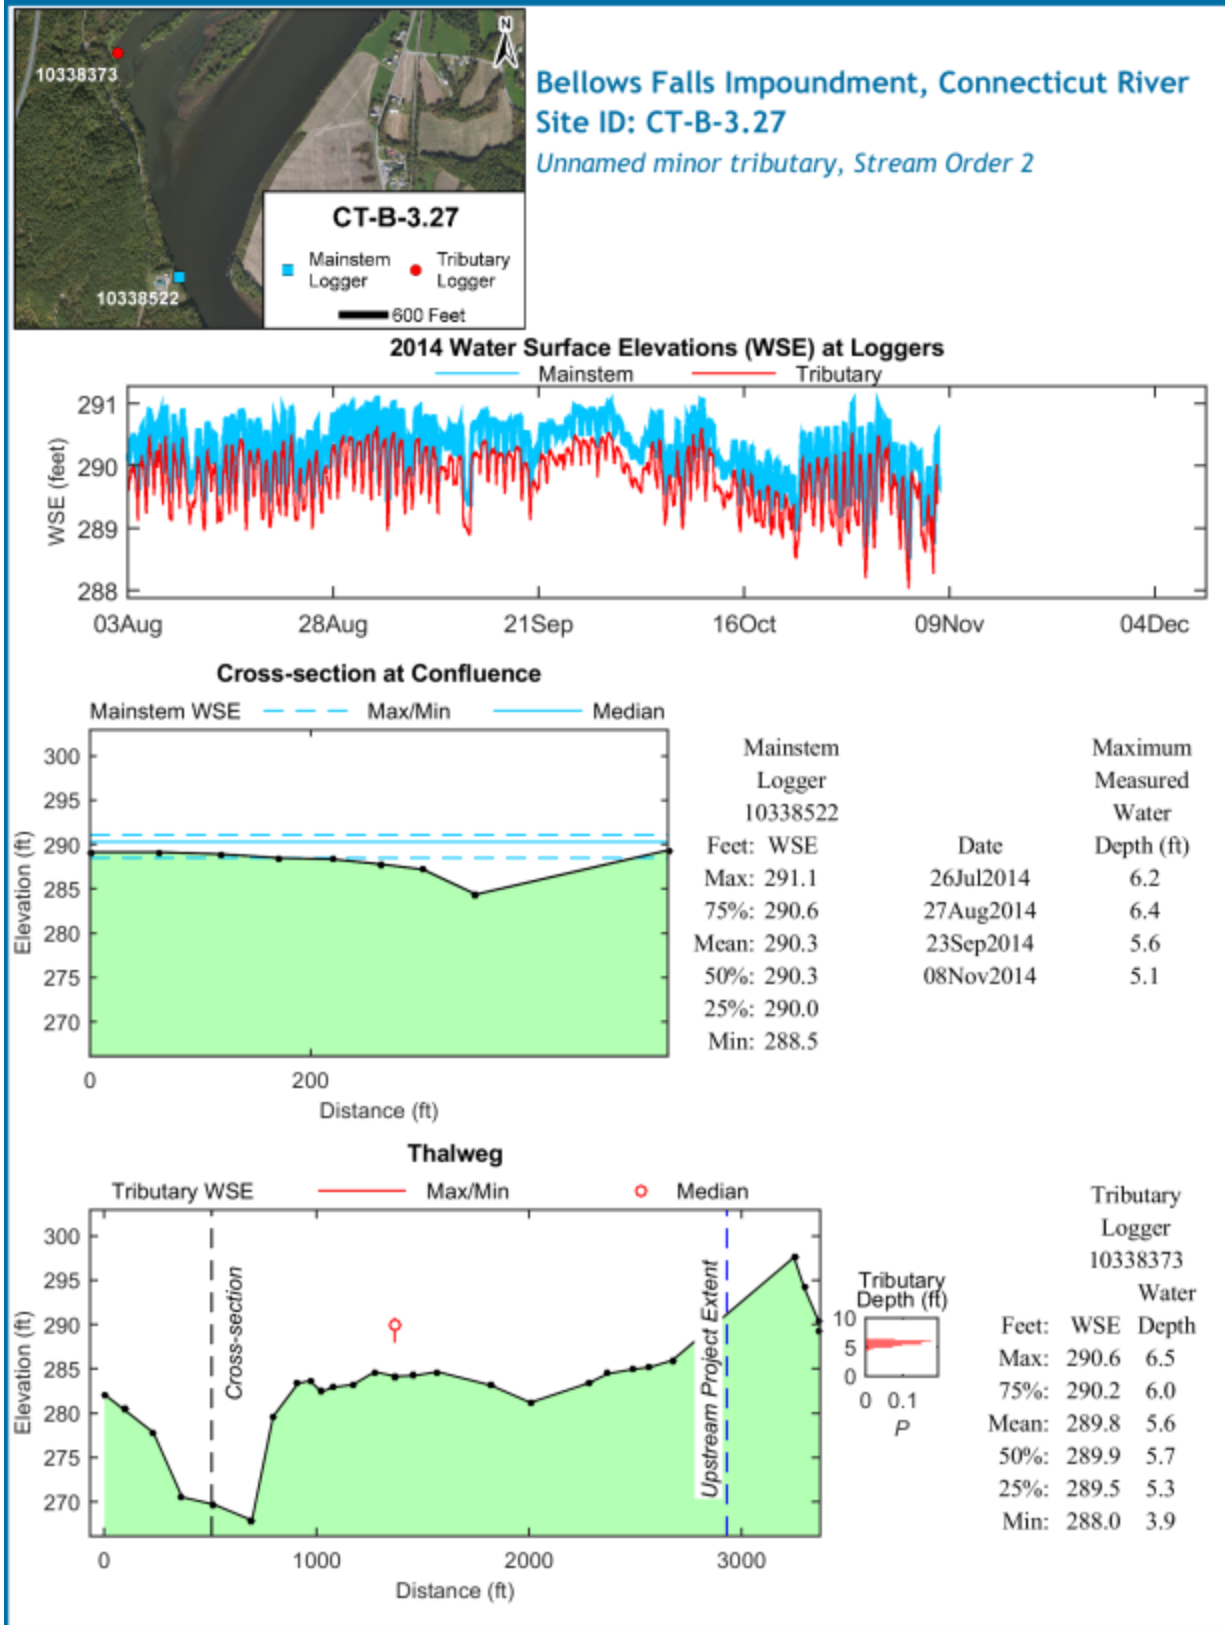 10338373
N
10338522
CT-B-3.27
Mainstem Logger
Tributary Logger
600 Feet
Bellows Falls Impoundment, Connecticut River
Site ID: CT-B-3.27
Unnamed minor tributary, Stream Order 2
2014 Water Surface Elevations (WSE) at Loggers
Mainstem Tributary
WSE (feet)
291
290
289
288
03Aug 28Aug 21Sep 16Oct 09Nov 04Dec
Cross-section at Confluence
Mainstem WSE Max/Min Median
Elevation (ft)
300
295
290
285
280
275
270
0 200
Distance (ft)
Mainstem
Logger
10338522
Feet: WSE
Max: 291.1
75%: 290.6
Mean: 290.3
50%: 290.3
25%: 290.0
Min: 288.5
Maximum
Measured
Water
Date Depth (ft)
26Jul2014 6.2
27Aug2014 6.4
23Sep2014 5.6
08Nov2014 5.1
Thalweg
Tributary WSE Max/Min Median
Elevation (ft)
300
295
290
285
280
275
270
Cross-section
Upstream Project Extent
0 1000 2000 3000
Distance (ft)
Tributary
Depth (ft)
10
5
0
0 0.1
P
Tributary
Logger
10338373
Water
Feet: WSE Depth
Max: 290.6 6.5
75%: 290.2 6.0
Mean: 289.8 5.6
50%: 289.9 5.7
25%: 289.5 5.3
Min: 288.0 3.9